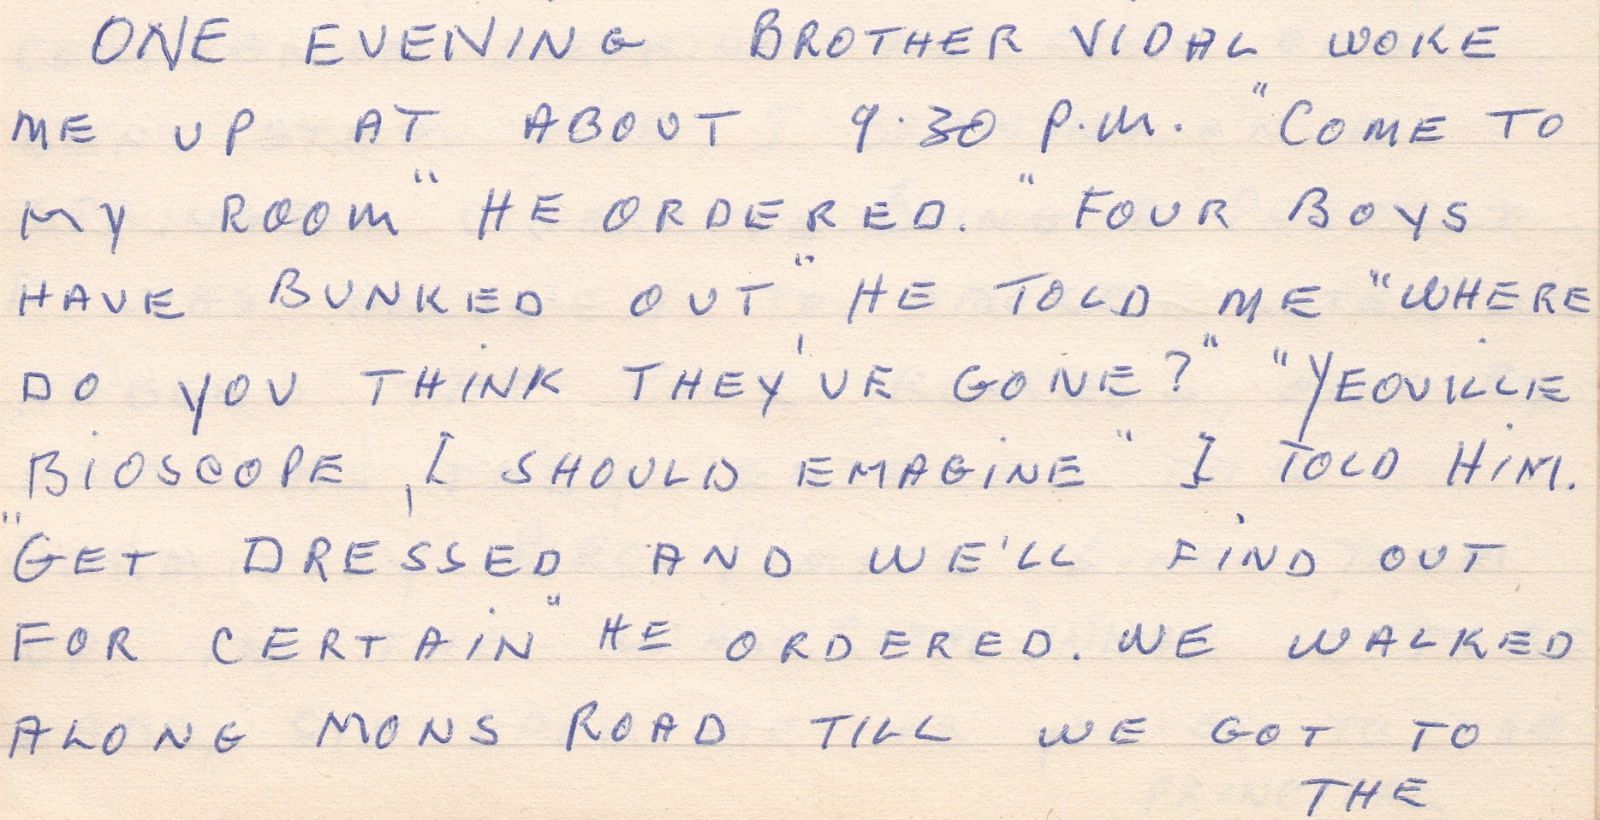 ONE EVENING BROTHER VIDAL WOKE
ME UP AT ABOUT 9.30 P.M. "COME TO
MY ROOM" HE ORDERED. "FOUR BOYS
HAVE BUNKED OUT" HE TOLD ME "WHERE
DO YOU THINK THEY'VE GONE?" "YEOVILLE
BIOSCOPE, I SHOULD EMAGINE" I TOLD HIM.
"GET DRESSED AND WE'LL FIND OUT
FOR CERTAIN" HE ORDERED. WE WALKED
ALONG MONS ROAD TILL WE GOT TO
THE